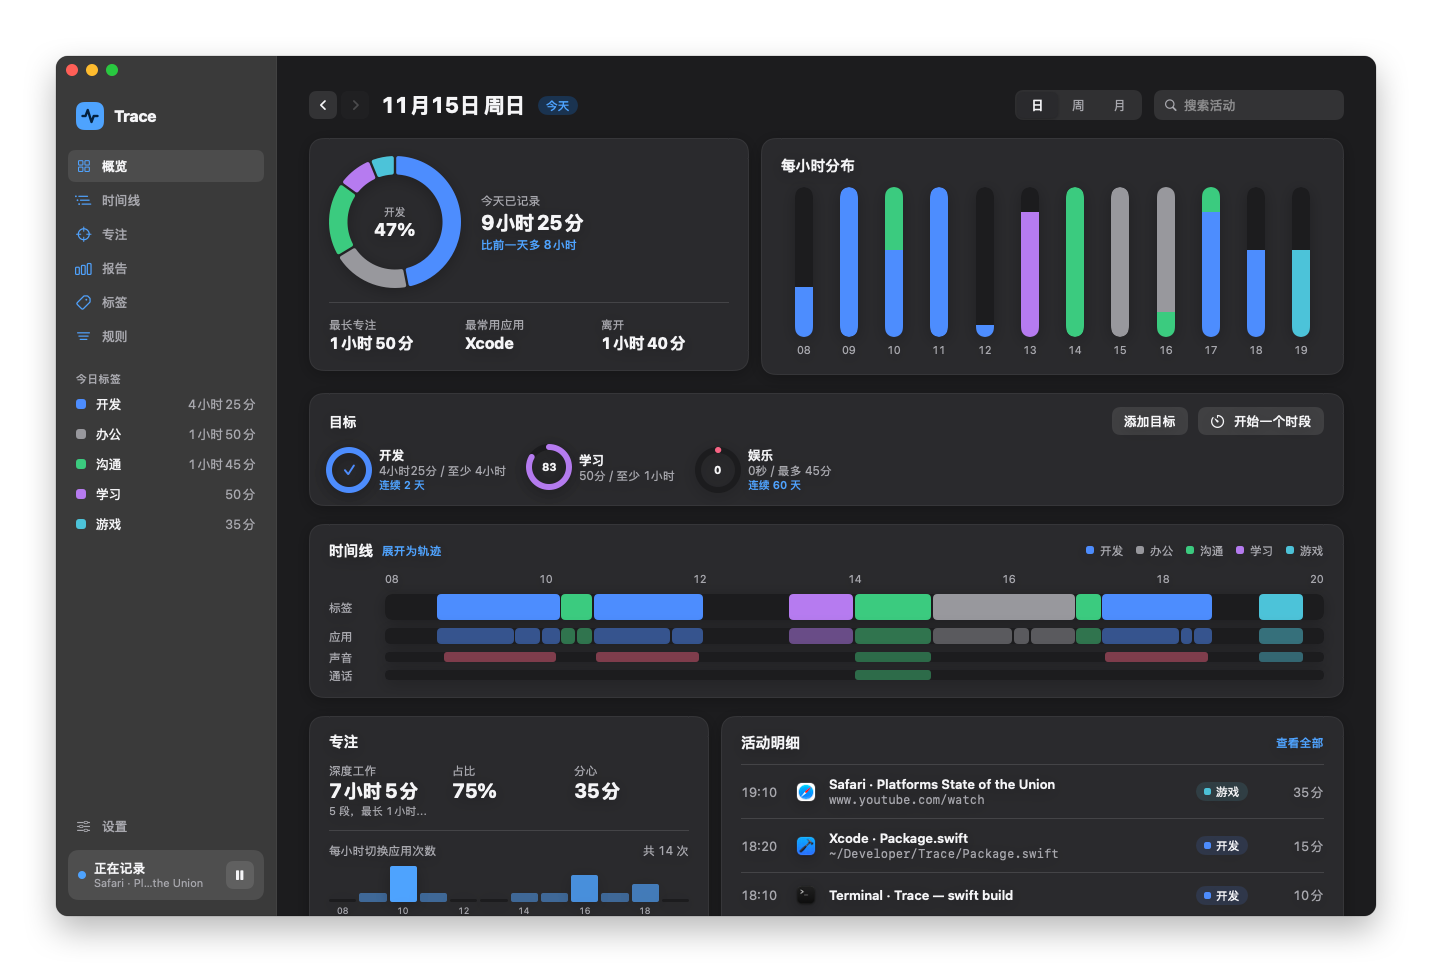 Trace
概览
时间线
专注
报告
标签
规则
今日标签
开发 4小时25分
办公 1小时50分
沟通 1小时45分
学习 50分
游戏 35分
设置
正在记录
Safari · Pl...the Union
11月15日 周日 今天
日 周 月
搜索活动
开发
47%
今天已记录
9小时25分
比前一天多 8小时
最长专注 最常用应用 离开
1小时50分 Xcode 1小时40分
每小时分布
08 09 10 11 12 13 14 15 16 17 18 19
目标
添加目标 开始一个时段
开发
4小时25分 / 至少 4小时
连续 2 天
83
学习
50分 / 至少 1小时
0
娱乐
0秒 / 最多 45分
连续 60 天
时间线 展开为轨迹
开发 办公 沟通 学习 游戏
08 10 12 14 16 18 20
标签
应用
声音
通话
专注
深度工作 占比 分心
7小时5分 75% 35分
5 段，最长 1小时...
每小时切换应用次数 共 14 次
08 10 12 14 16 18
活动明细 查看全部
19:10 Safari · Platforms State of the Union 游戏 35分
www.youtube.com/watch
18:20 Xcode · Package.swift 开发 15分
~/Developer/Trace/Package.swift
18:10 Terminal · Trace — swift build 开发 10分